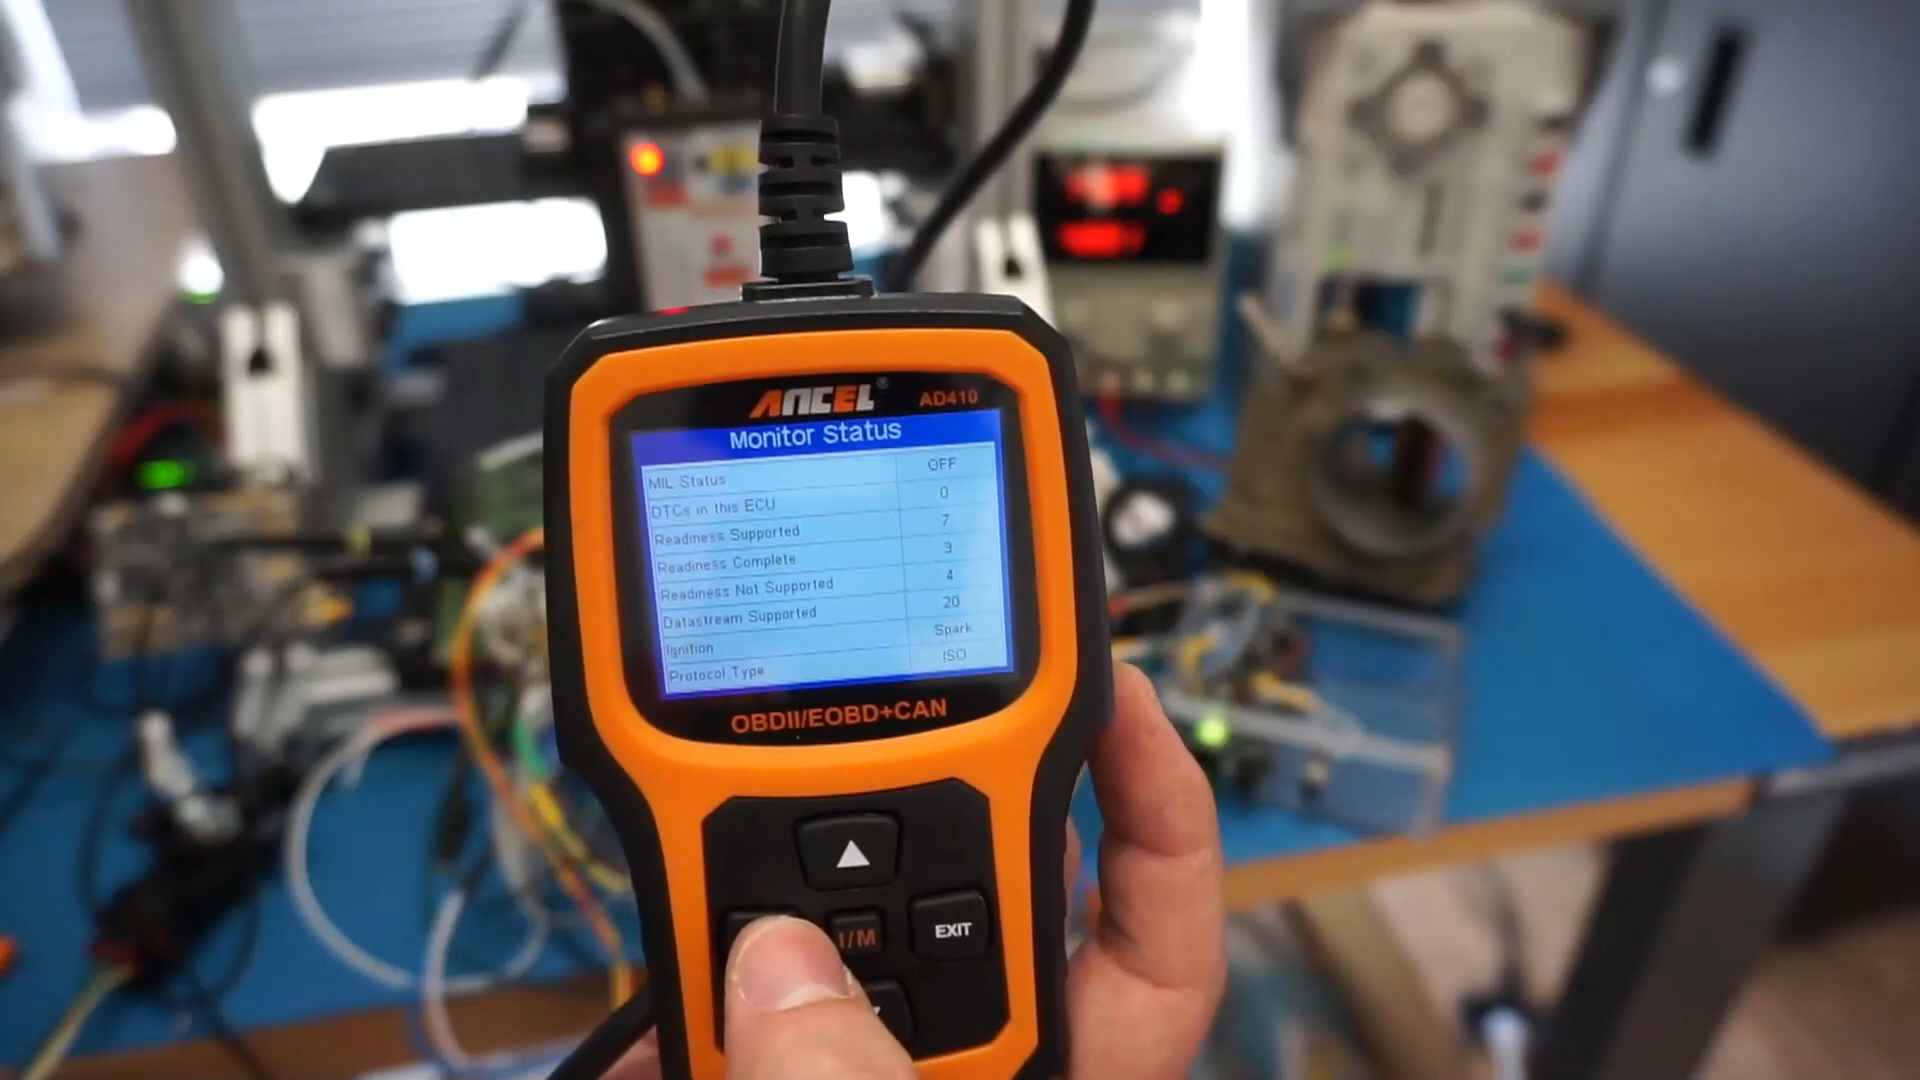 ANCEL®
AD410
Monitor Status
MIL Status OFF
DTCs in this ECU 0
Readiness Supported 7
Readiness Complete 3
Readiness Not Supported 4
Datastream Supported 20
Ignition Spark
Protocol Type ISO
OBDII/EOBD+CAN
I/M
EXIT